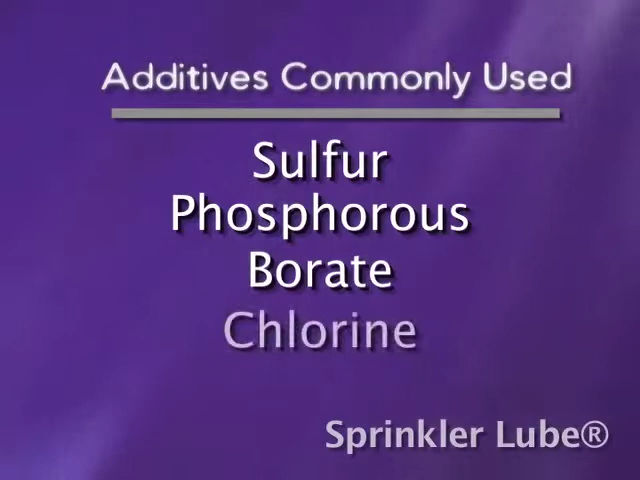 Additives Commonly Used
Sulfur
Phosphorous
Borate
Chlorine
Sprinkler Lube®